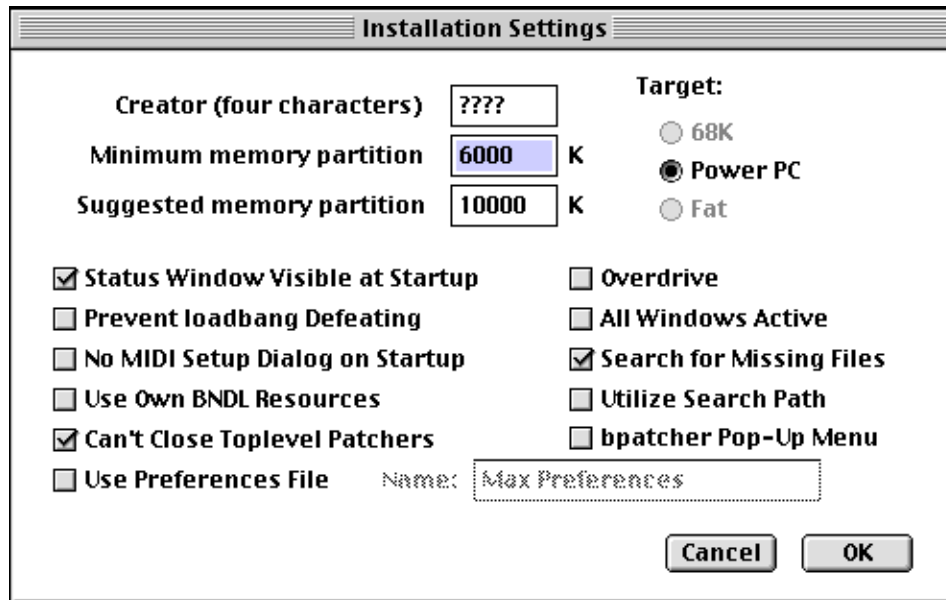 Installation Settings
Creator (four characters) ????
Minimum memory partition 6000 K
Suggested memory partition 10000 K
Target:
68K
Power PC
Fat
Status Window Visible at Startup
Prevent loadbang Defeating
No MIDI Setup Dialog on Startup
Use Own BNDL Resources
Can't Close Toplevel Patchers
Use Preferences File Name: Max Preferences
Overdrive
All Windows Active
Search for Missing Files
Utilize Search Path
bpatcher Pop-Up Menu
Cancel OK